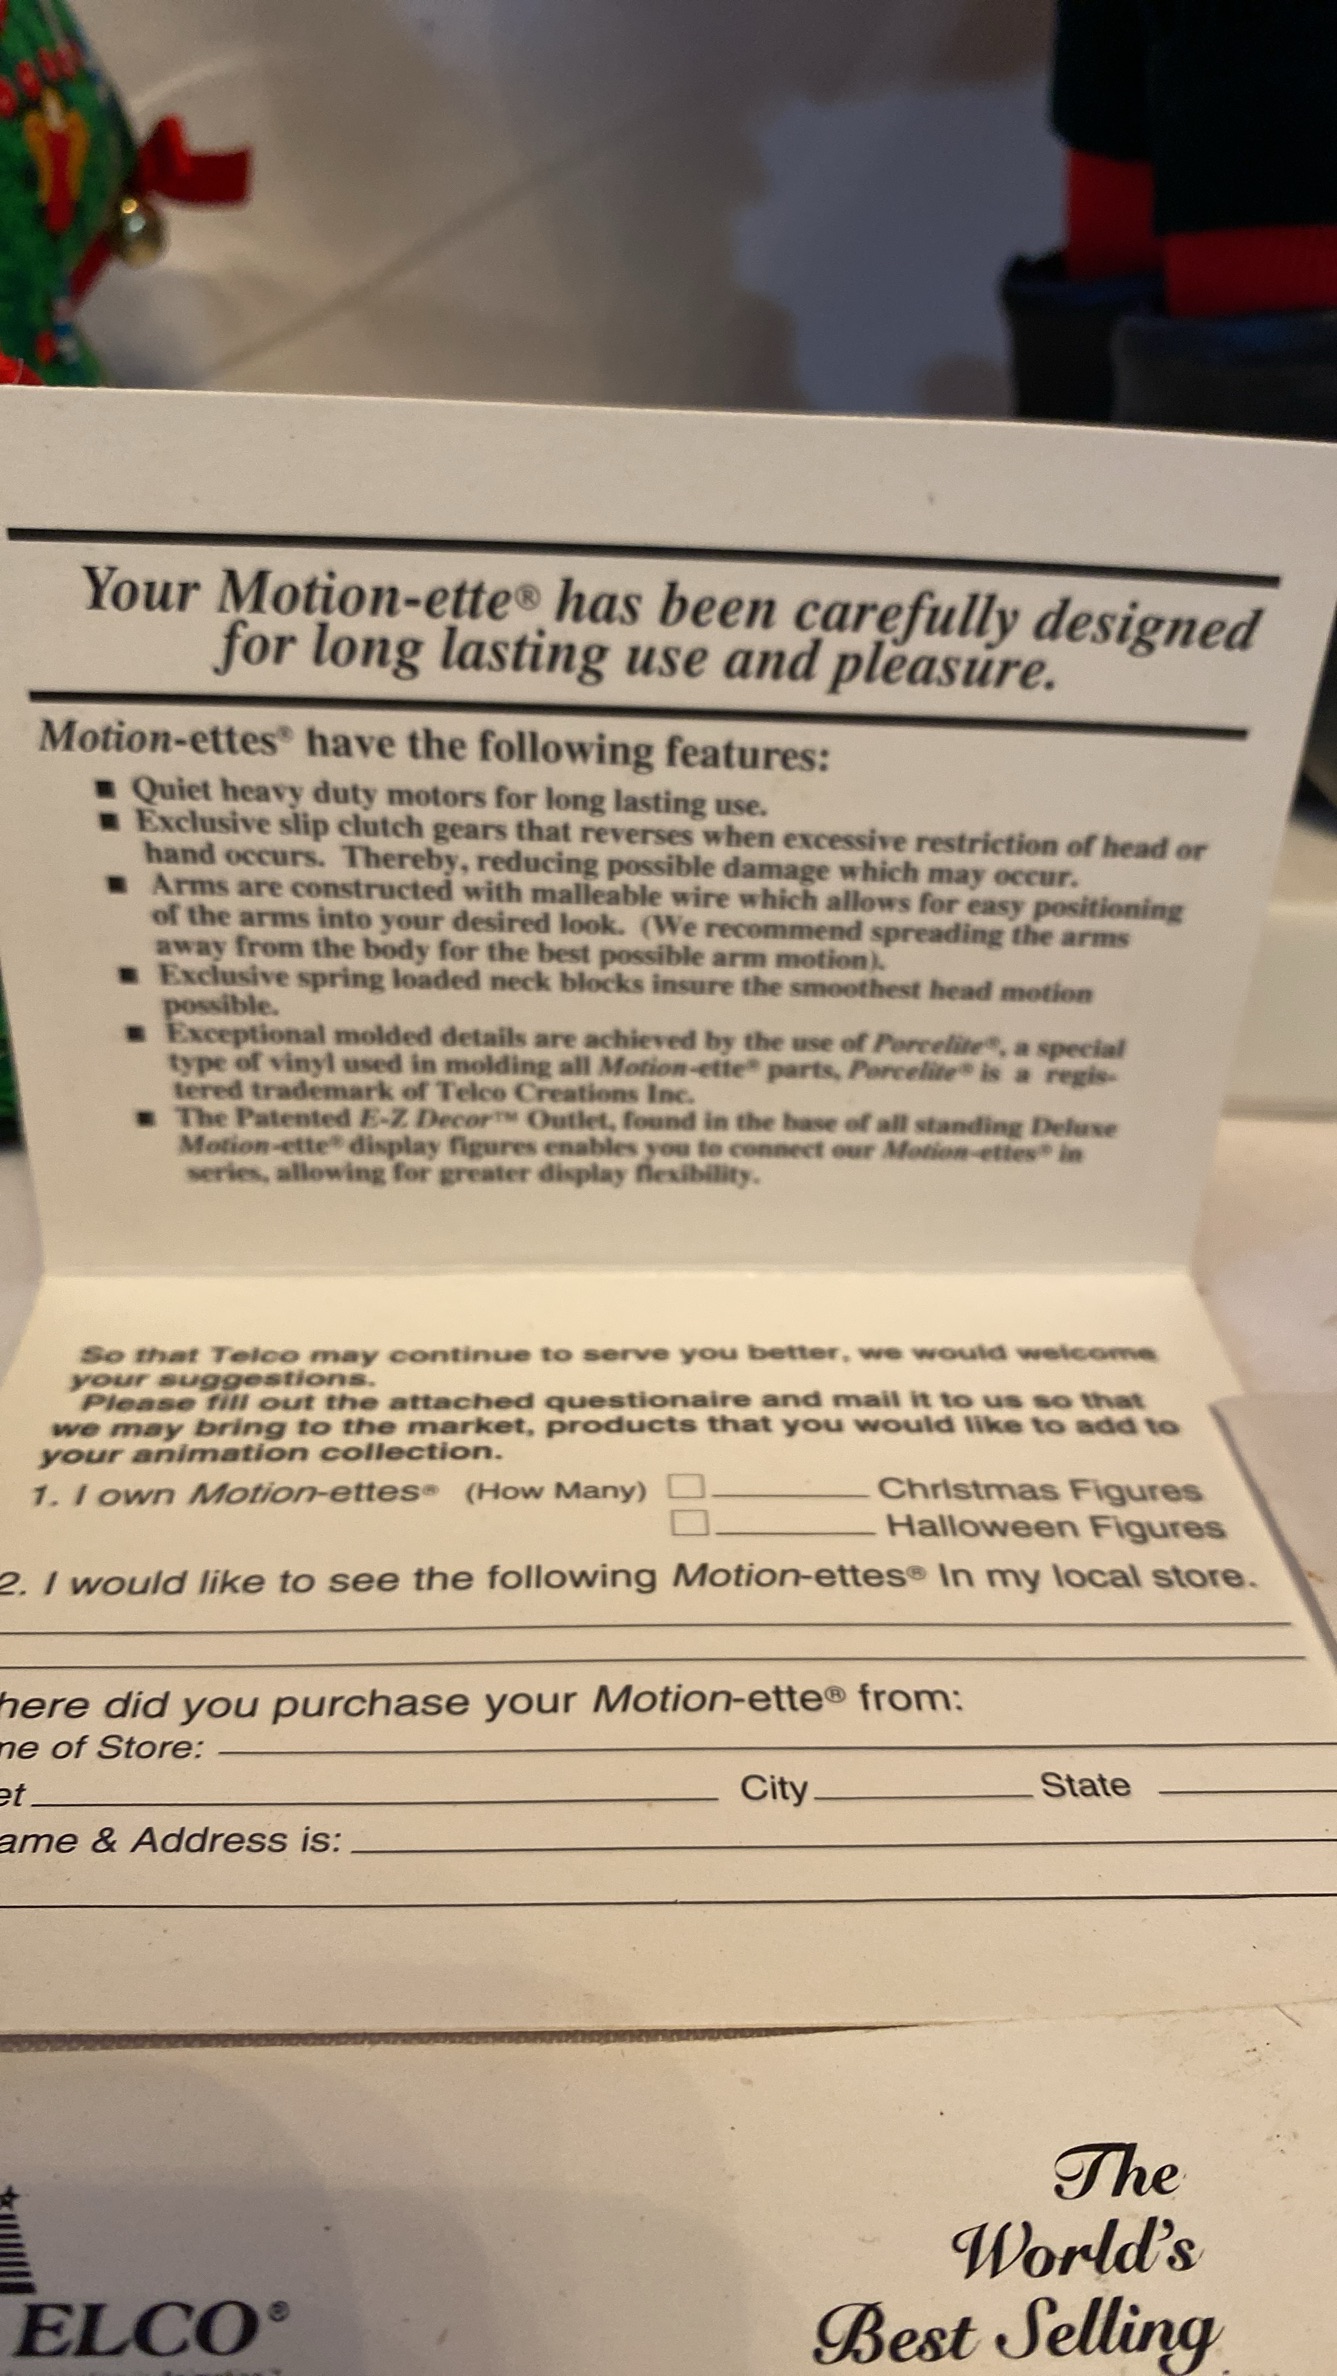 Your Motion-ette® has been carefully designed
for long lasting use and pleasure.
Motion-ettes® have the following features:
■ Quiet heavy duty motors for long lasting use.
■ Exclusive slip clutch gears that reverses when excessive restriction of head or
hand occurs. Thereby, reducing possible damage which may occur.
■ Arms are constructed with malleable wire which allows for easy positioning
of the arms into your desired look. (We recommend spreading the arms
away from the body for the best possible arm motion).
■ Exclusive spring loaded neck blocks insure the smoothest head motion
possible.
■ Exceptional molded details are achieved by the use of Porcelite®, a special
type of vinyl used in molding all Motion-ette® parts, Porcelite® is a regis-
tered trademark of Telco Creations Inc.
■ The Patented E-Z Decor™ Outlet, found in the base of all standing Deluxe
Motion-ette® display figures enables you to connect our Motion-ettes® in
series, allowing for greater display flexibility.
So that Telco may continue to serve you better, we would welcome
your suggestions.
Please fill out the attached questionaire and mail it to us so that
we may bring to the market, products that you would like to add to
your animation collection.
1. I own Motion-ettes® (How Many) □ ________ Christmas Figures
□ ________ Halloween Figures
2. I would like to see the following Motion-ettes® In my local store.
here did you purchase your Motion-ette® from:
me of Store:
et ________ City ________ State ________
ame & Address is:
The
World's
ELCO® Best Selling